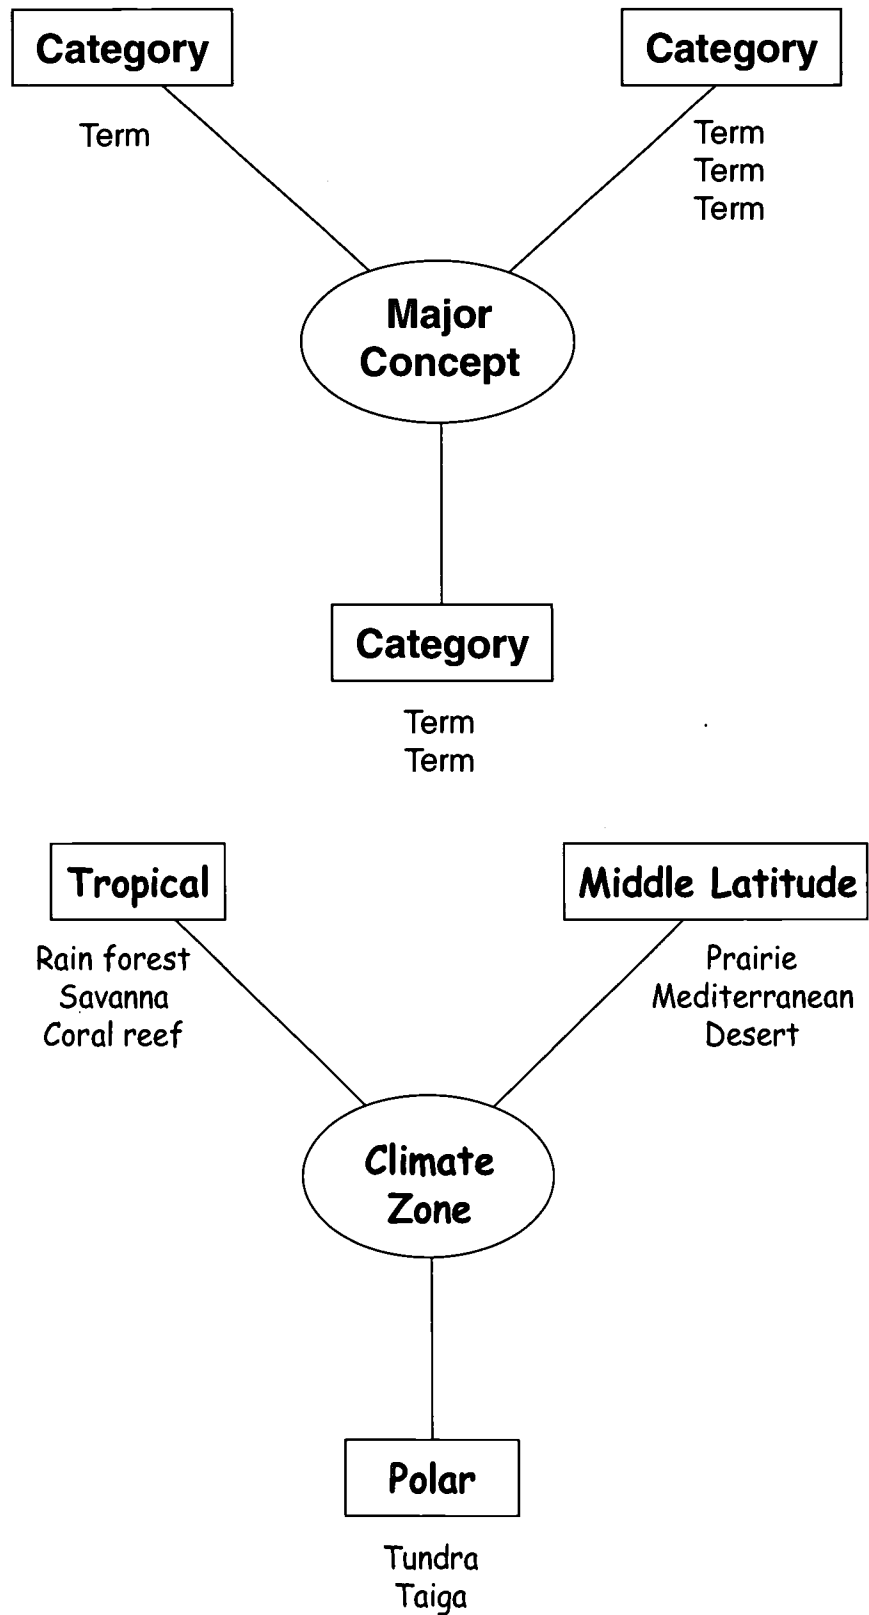 Category
Category
Term
Term
Term
Term
Major
Concept
Category
Term
Term
Tropical
Middle Latitude
Rain forest
Savanna
Coral reef
Prairie
Mediterranean
Desert
Climate
Zone
Polar
Tundra
Taiga